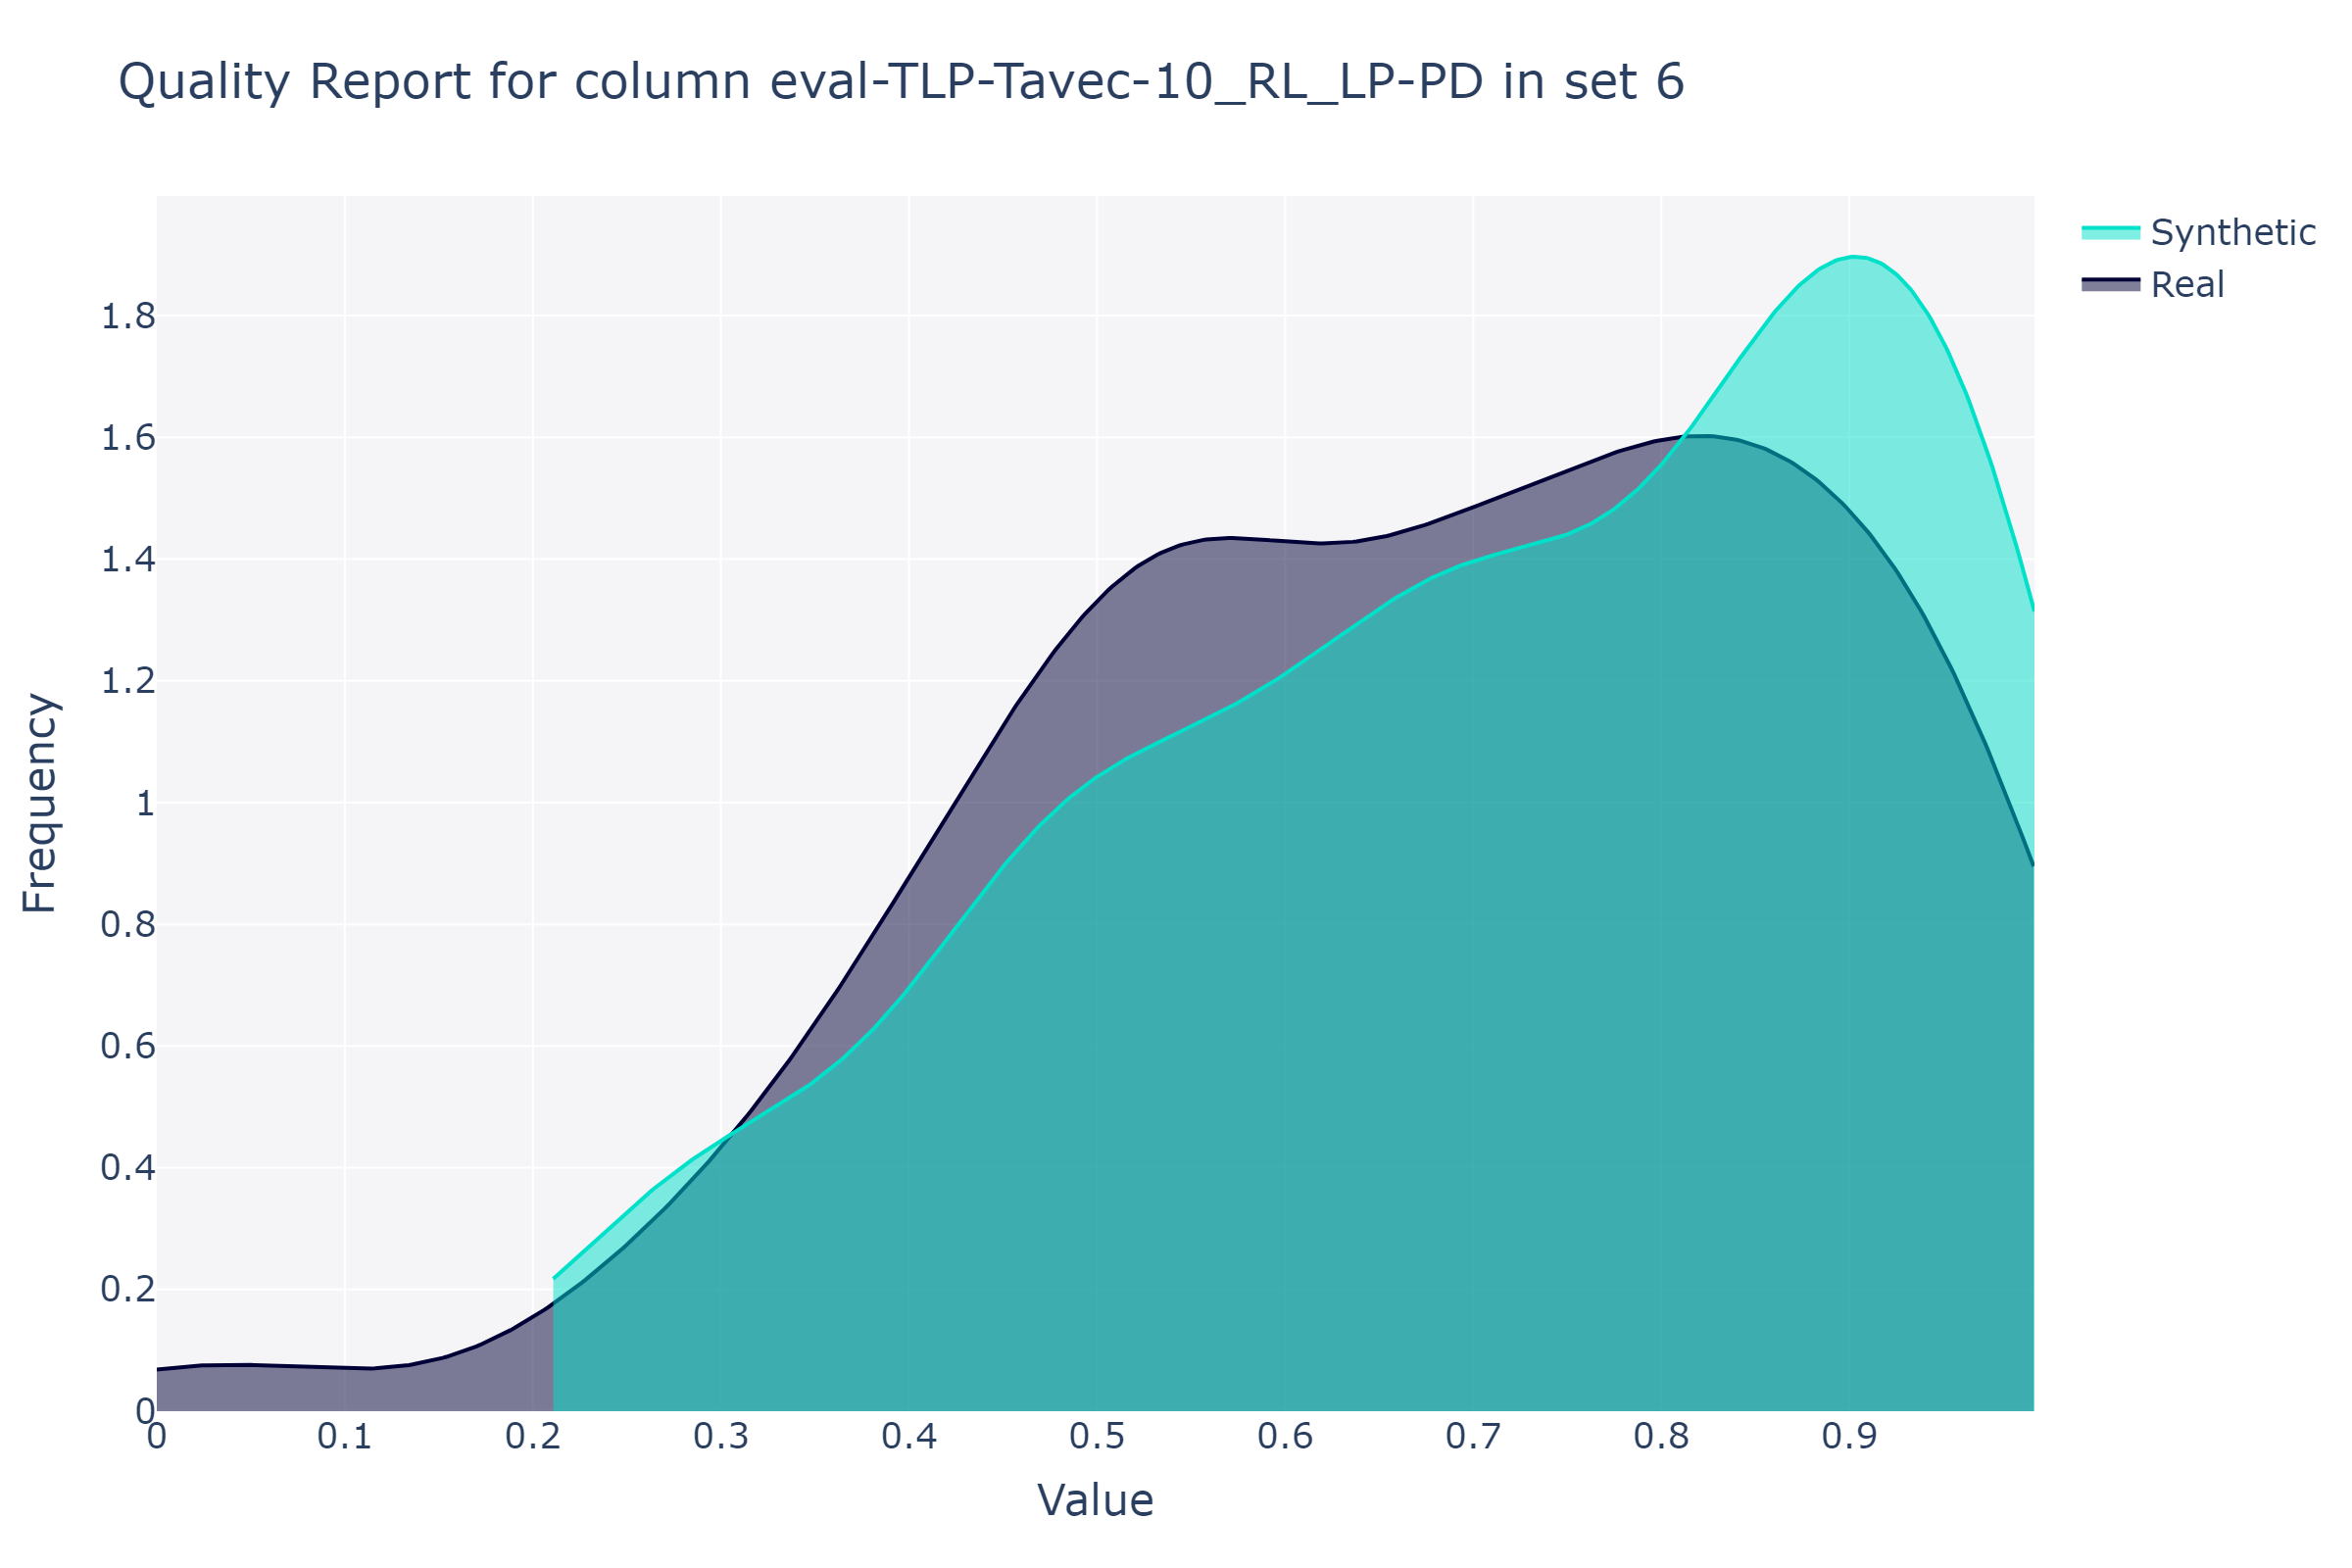 Quality Report for column eval-TLP-Tavec-10_RL_LP-PD in set 6
Synthetic
Real
1.8
1.6
1.4
1.2
1
0.8
0.6
0.4
0.2
0
Frequency
0 0.1 0.2 0.3 0.4 0.5 0.6 0.7 0.8 0.9
Value